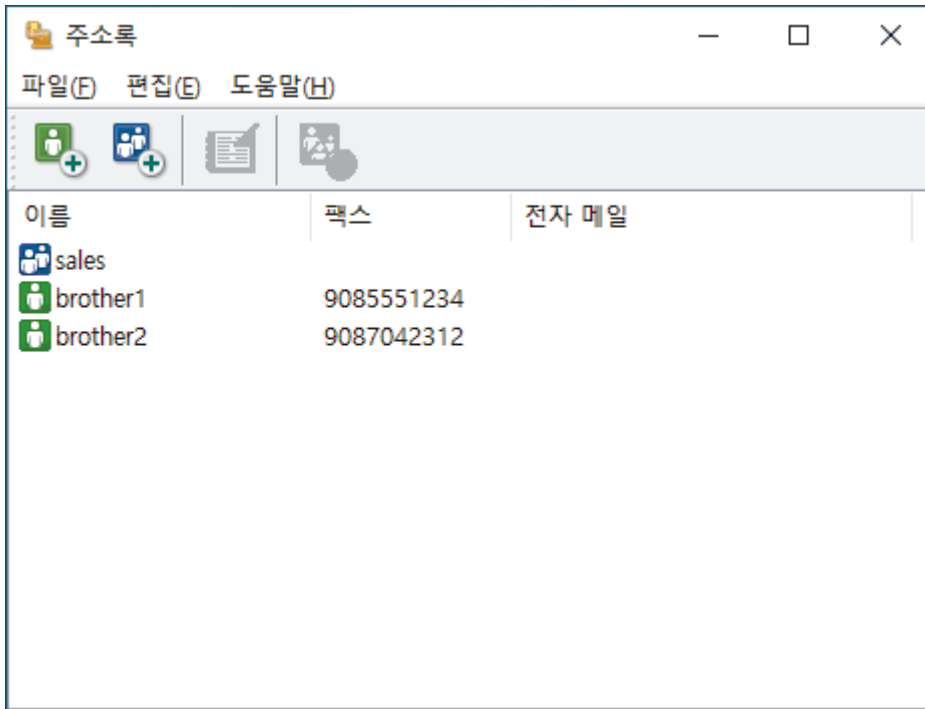 주소록
파일(F) 편집(E) 도움말(H)
이름 팩스 전자 메일
sales
brother1 9085551234
brother2 9087042312